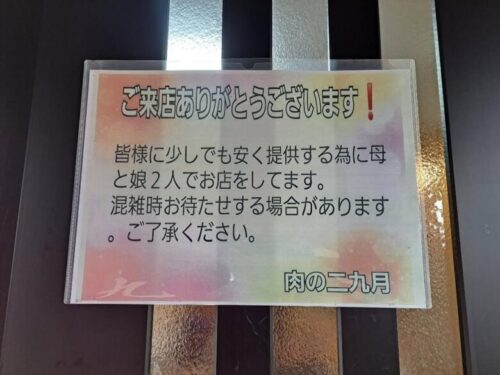 ご来店ありがとうございます❗
皆様に少しでも安く提供する為に母
と娘２人でお店をしてます。
混雑時お待たせする場合があります
。ご了承ください。
肉の二九月